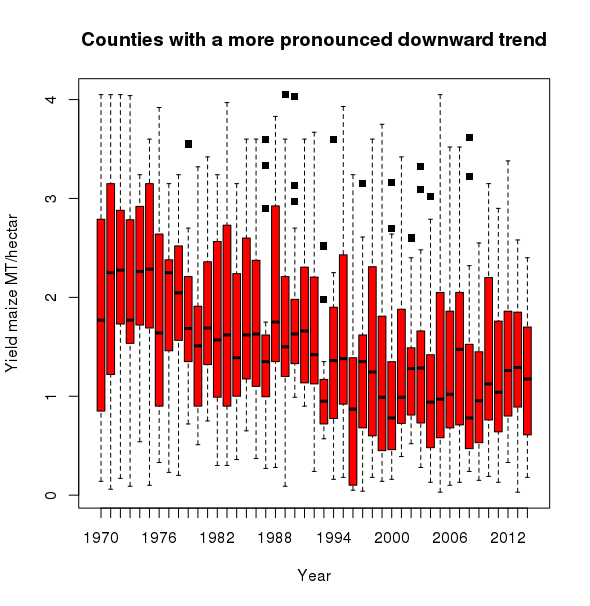 Counties with a more pronounced downward trend
Yield maize MT/hectar
4
3
2
1
0
1970 1976 1982 1988 1994 2000 2006 2012
Year